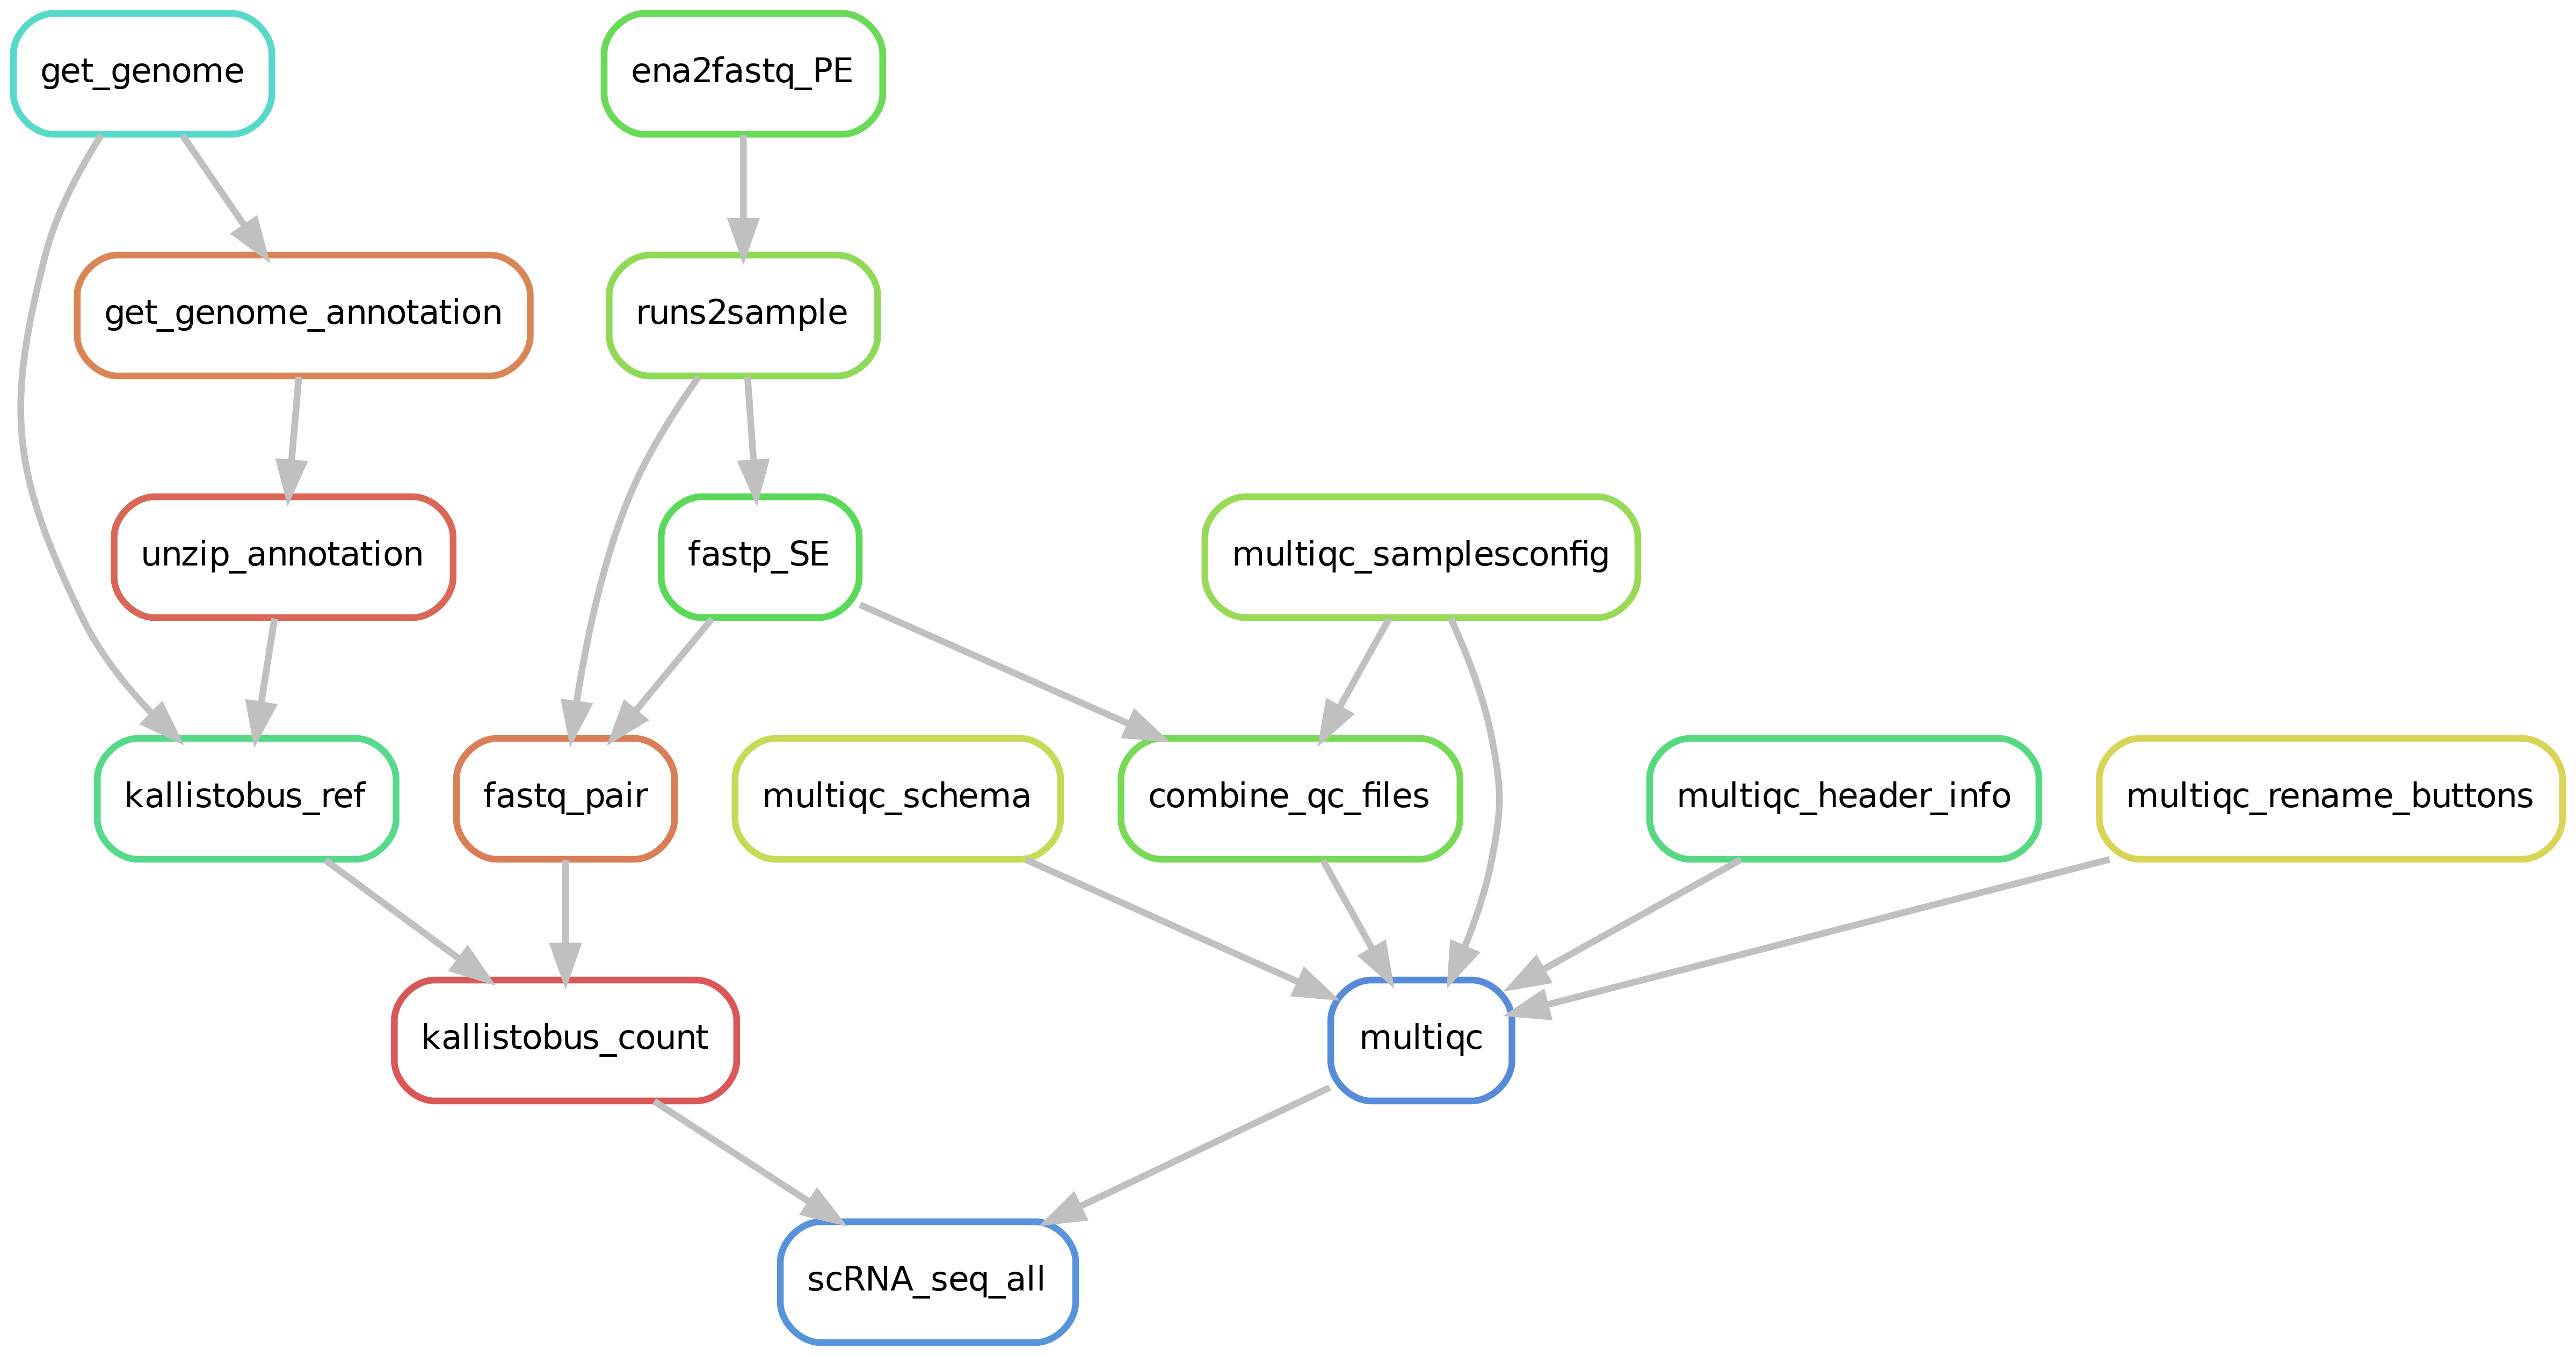 get_genome
ena2fastq_PE
get_genome_annotation
runs2sample
unzip_annotation
fastp_SE
multiqc_samplesconfig
kallistobus_ref
fastq_pair
multiqc_schema
combine_qc_files
multiqc_header_info
multiqc_rename_buttons
kallistobus_count
multiqc
scRNA_seq_all